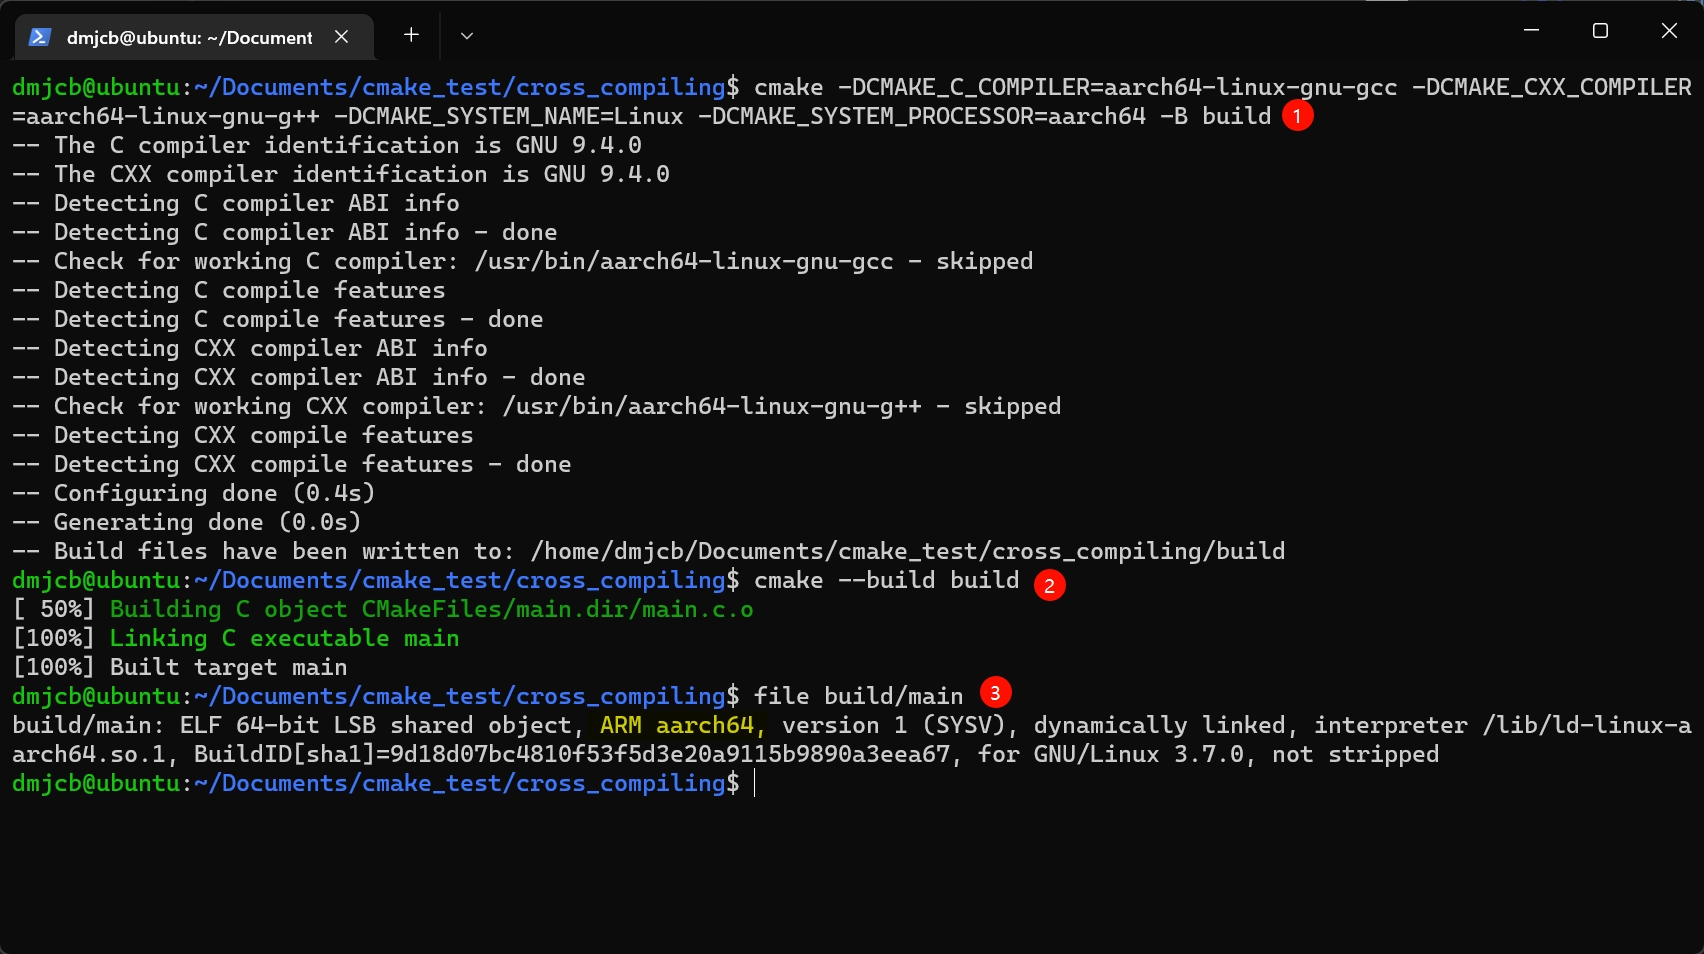 dmjcb@ubuntu: ~/Document
dmjcb@ubuntu:~/Documents/cmake_test/cross_compiling$ cmake -DCMAKE_C_COMPILER=aarch64-linux-gnu-gcc -DCMAKE_CXX_COMPILER
=aarch64-linux-gnu-g++ -DCMAKE_SYSTEM_NAME=Linux -DCMAKE_SYSTEM_PROCESSOR=aarch64 -B build 1
-- The C compiler identification is GNU 9.4.0
-- The CXX compiler identification is GNU 9.4.0
-- Detecting C compiler ABI info
-- Detecting C compiler ABI info - done
-- Check for working C compiler: /usr/bin/aarch64-linux-gnu-gcc - skipped
-- Detecting C compile features
-- Detecting C compile features - done
-- Detecting CXX compiler ABI info
-- Detecting CXX compiler ABI info - done
-- Check for working CXX compiler: /usr/bin/aarch64-linux-gnu-g++ - skipped
-- Detecting CXX compile features
-- Detecting CXX compile features - done
-- Configuring done (0.4s)
-- Generating done (0.0s)
-- Build files have been written to: /home/dmjcb/Documents/cmake_test/cross_compiling/build
dmjcb@ubuntu:~/Documents/cmake_test/cross_compiling$ cmake --build build 2
[ 50%] Building C object CMakeFiles/main.dir/main.c.o
[100%] Linking C executable main
[100%] Built target main
dmjcb@ubuntu:~/Documents/cmake_test/cross_compiling$ file build/main 3
build/main: ELF 64-bit LSB shared object, ARM aarch64, version 1 (SYSV), dynamically linked, interpreter /lib/ld-linux-a
arch64.so.1, BuildID[sha1]=9d18d07bc4810f53f5d3e20a9115b9890a3eea67, for GNU/Linux 3.7.0, not stripped
dmjcb@ubuntu:~/Documents/cmake_test/cross_compiling$